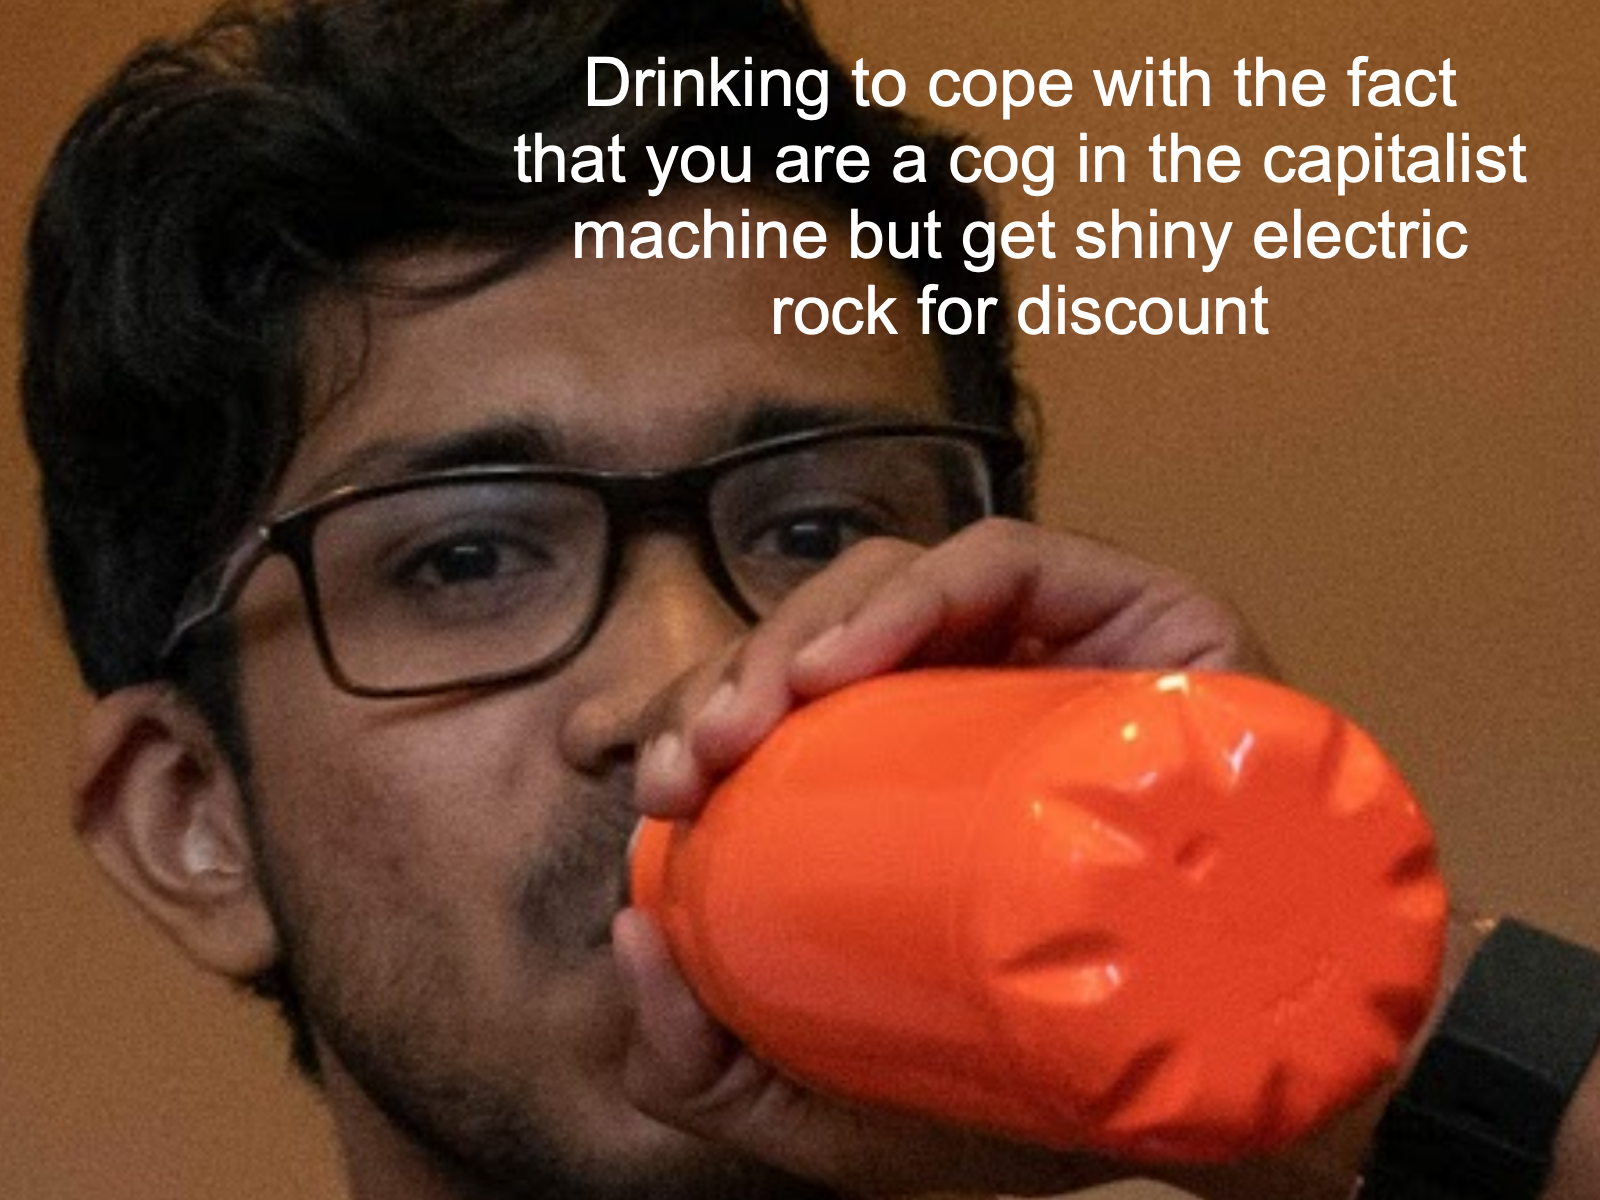 Drinking to cope with the fact
that you are a cog in the capitalist
machine but get shiny electric
rock for discount